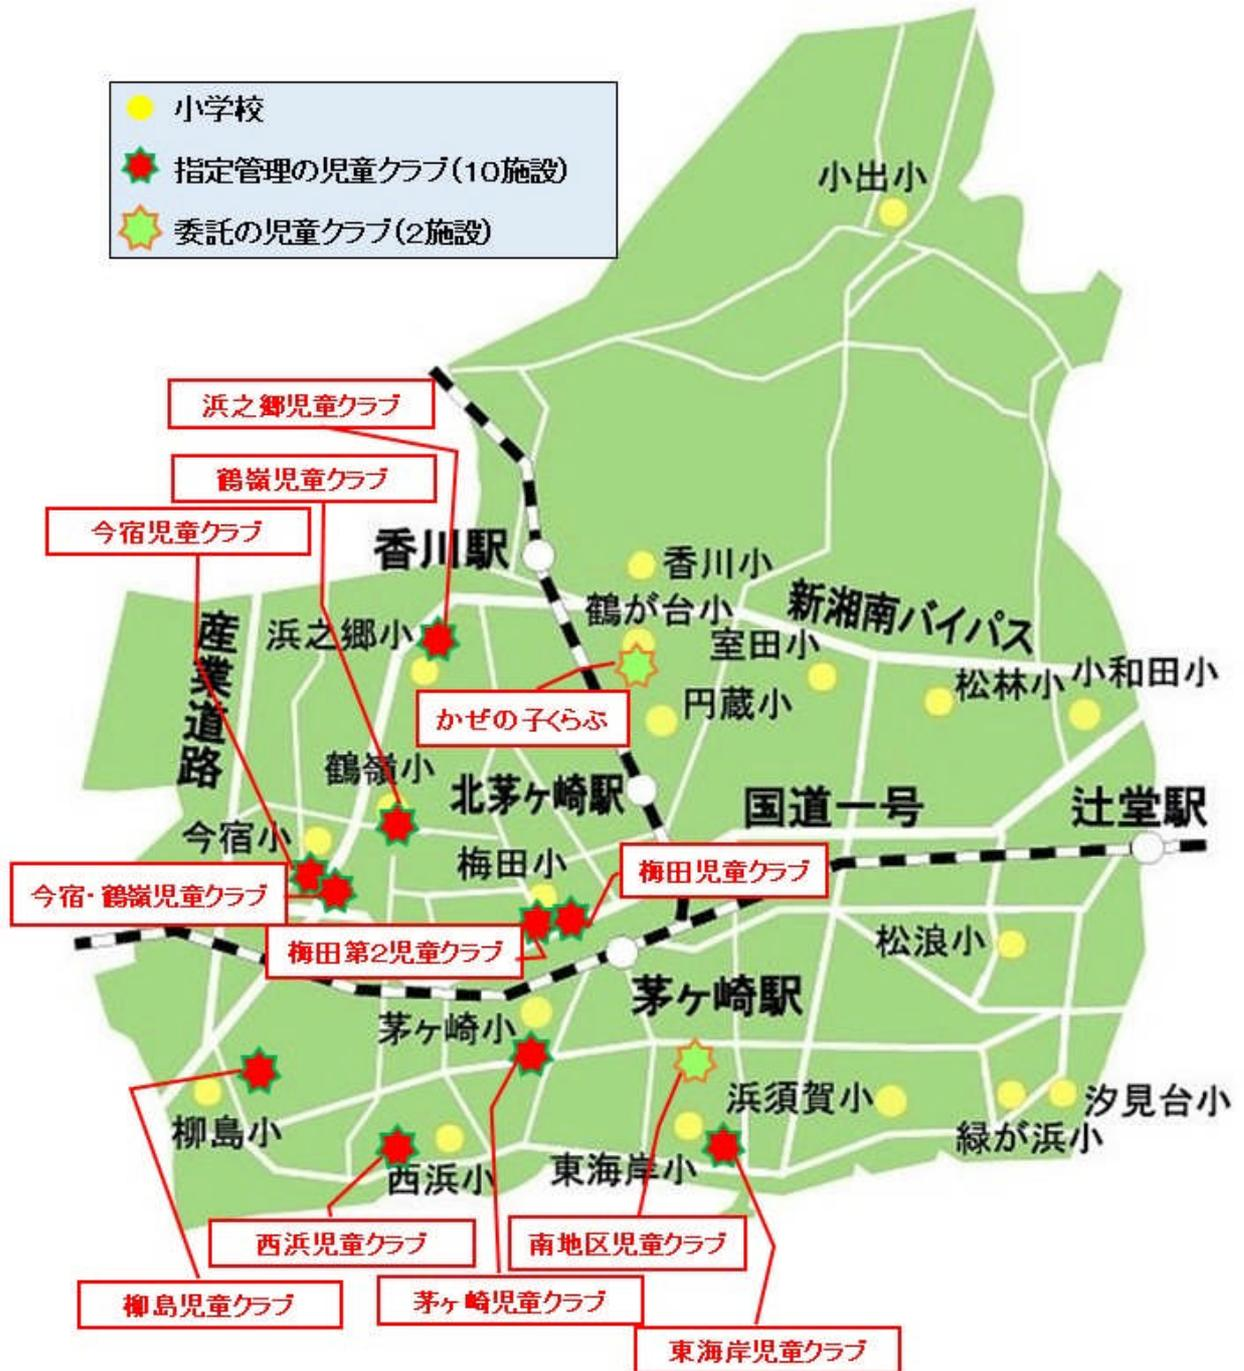 小学校
指定管理の児童クラブ(10施設)
委託の児童クラブ(2施設)
小出小
浜之郷児童クラブ
鶴嶺児童クラブ
今宿児童クラブ
香川駅
香川小
鶴が台小
新湘南バイパス
産業道路
浜之郷小
室田小
松林小
小和田小
かぜの子くらぶ
円蔵小
鶴嶺小
北茅ヶ崎駅
国道一号
辻堂駅
今宿小
梅田小
梅田児童クラブ
今宿・鶴嶺児童クラブ
梅田第2児童クラブ
松浪小
茅ヶ崎駅
茅ヶ崎小
柳島小
浜須賀小
汐見台小
緑が浜小
西浜小
東海岸小
西浜児童クラブ
南地区児童クラブ
柳島児童クラブ
茅ヶ崎児童クラブ
東海岸児童クラブ